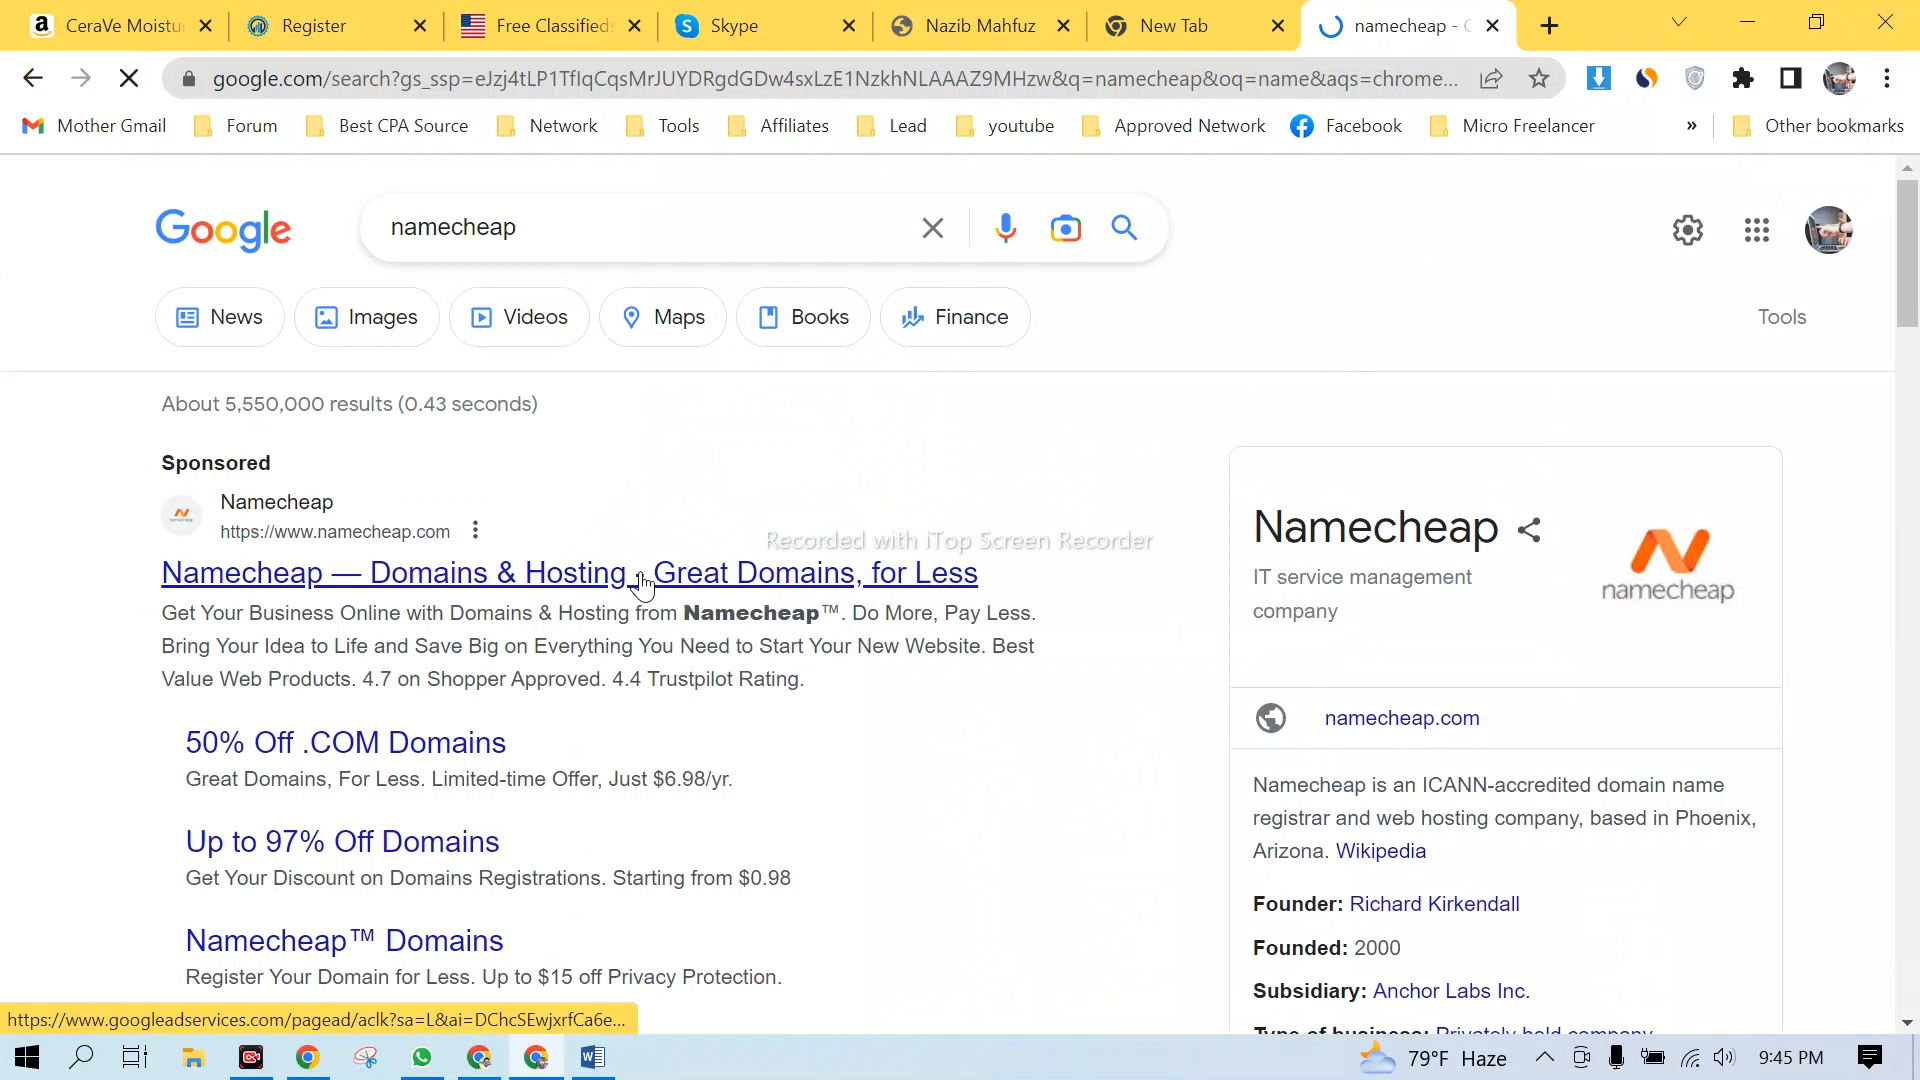 CeraVe Moistu
Register
Free Classifieds
Skype
Nazib Mahfuz
New Tab
namecheap - G
google.com/search?gs_ssp=eJzj4tLP1TflqCqsMrJUYDRgdGDw4sxLzE1NzkhNLAAAZ9MHzw&q=namecheap&oq=name&aqs=chrome...
Mother Gmail
Forum
Best CPA Source
Network
Tools
Affiliates
Lead
youtube
Approved Network
Facebook
Micro Freelancer
»
Other bookmarks
Google
namecheap
News
Images
Videos
Maps
Books
Finance
Tools
About 5,550,000 results (0.43 seconds)
Sponsored
Namecheap
https://www.namecheap.com
Namecheap — Domains & Hosting - Great Domains, for Less
Get Your Business Online with Domains & Hosting from Namecheap™. Do More, Pay Less.
Bring Your Idea to Life and Save Big on Everything You Need to Start Your New Website. Best
Value Web Products. 4.7 on Shopper Approved. 4.4 Trustpilot Rating.
50% Off .COM Domains
Great Domains, For Less. Limited-time Offer, Just $6.98/yr.
Up to 97% Off Domains
Get Your Discount on Domains Registrations. Starting from $0.98
Namecheap™ Domains
Register Your Domain for Less. Up to $15 off Privacy Protection.
Recorded with iTop Screen Recorder
Namecheap
IT service management
company
namecheap
namecheap.com
Namecheap is an ICANN-accredited domain name
registrar and web hosting company, based in Phoenix,
Arizona. Wikipedia
Founder: Richard Kirkendall
Founded: 2000
Subsidiary: Anchor Labs Inc.
Type of business: Privately held company
https://www.googleadservices.com/pagead/aclk?sa=L&ai=DChcSEwjxrfCa6e...
79°F Haze
9:45 PM